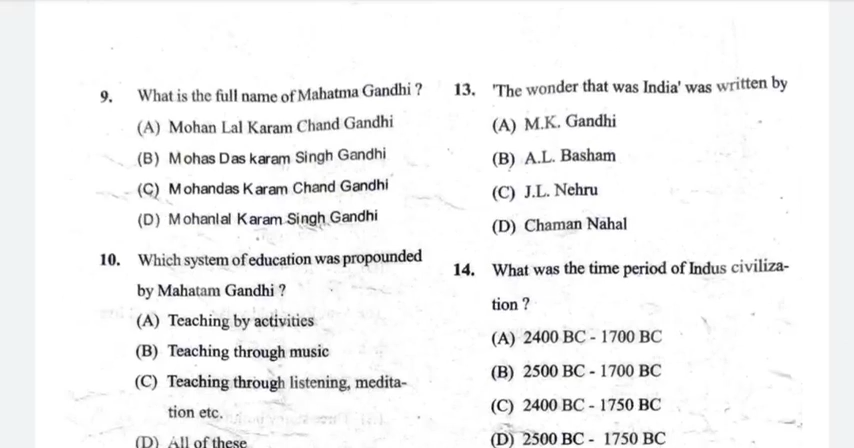 9. What is the full name of Mahatma Gandhi ?
(A) Mohan Lal Karam Chand Gandhi
(B) Mohas Das karam Singh Gandhi
(C) Mohandas Karam Chand Gandhi
(D) Mohanlal Karam Singh Gandhi
10. Which system of education was propounded
by Mahatam Gandhi ?
(A) Teaching by activities
(B) Teaching through music
(C) Teaching through listening, medita-
tion etc.
(D) All of these
13. 'The wonder that was India' was written by
(A) M.K. Gandhi
(B) A.L. Basham
(C) J.L. Nehru
(D) Chaman Nahal
14. What was the time period of Indus civiliza-
tion ?
(A) 2400 BC - 1700 BC
(B) 2500 BC - 1700 BC
(C) 2400 BC - 1750 BC
(D) 2500 BC - 1750 BC